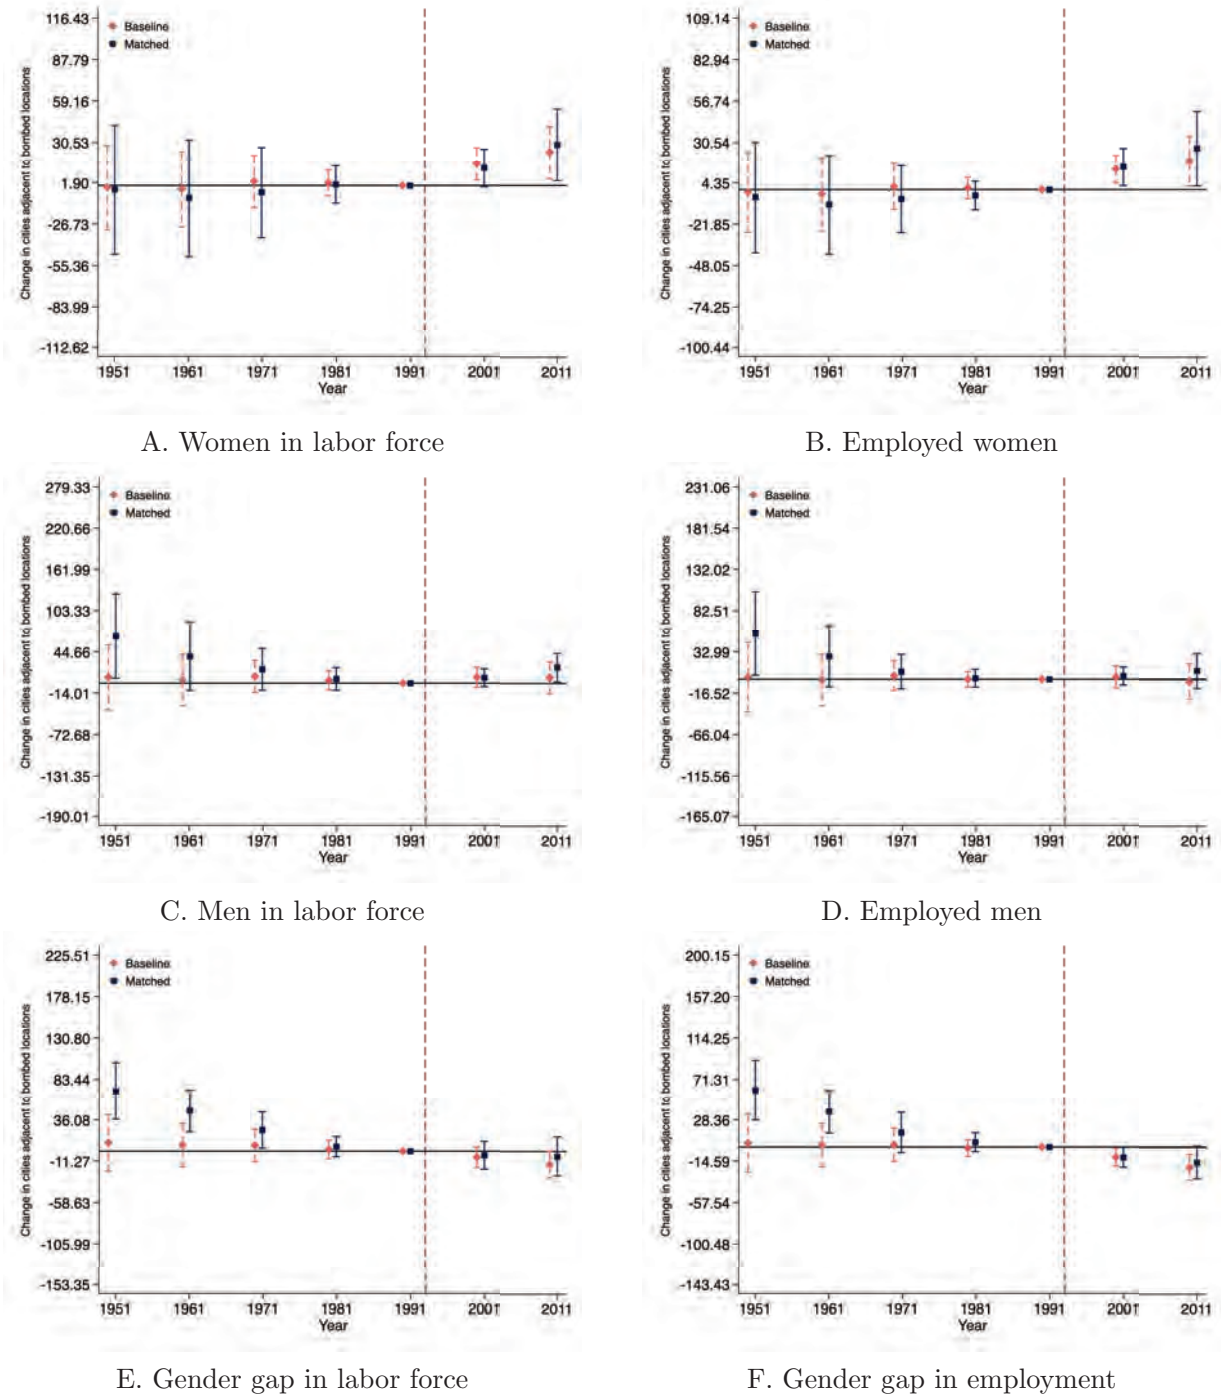 116.43
87.79
59.16
30.53
1.90
-26.73
-55.36
-83.99
-112.62
Change in cities adjacent to bombed locations
Baseline
Matched
1951 1961 1971 1981 1991 2001 2011
Year
A. Women in labor force
109.14
82.94
56.74
30.54
4.35
-21.85
-48.05
-74.25
-100.44
Change in cities adjacent to bombed locations
Baseline
Matched
1951 1961 1971 1981 1991 2001 2011
Year
B. Employed women
279.33
220.66
161.99
103.33
44.66
-14.01
-72.68
-131.35
-190.01
Change in cities adjacent to bombed locations
Baseline
Matched
1951 1961 1971 1981 1991 2001 2011
Year
C. Men in labor force
231.06
181.54
132.02
82.51
32.99
-16.52
-66.04
-115.56
-165.07
Change in cities adjacent to bombed locations
Baseline
Matched
1951 1961 1971 1981 1991 2001 2011
Year
D. Employed men
225.51
178.15
130.80
83.44
36.08
-11.27
-58.63
-105.99
-153.35
Change in cities adjacent to bombed locations
Baseline
Matched
1951 1961 1971 1981 1991 2001 2011
Year
E. Gender gap in labor force
200.15
157.20
114.25
71.31
28.36
-14.59
-57.54
-100.48
-143.43
Change in cities adjacent to bombed locations
Baseline
Matched
1951 1961 1971 1981 1991 2001 2011
Year
F. Gender gap in employment